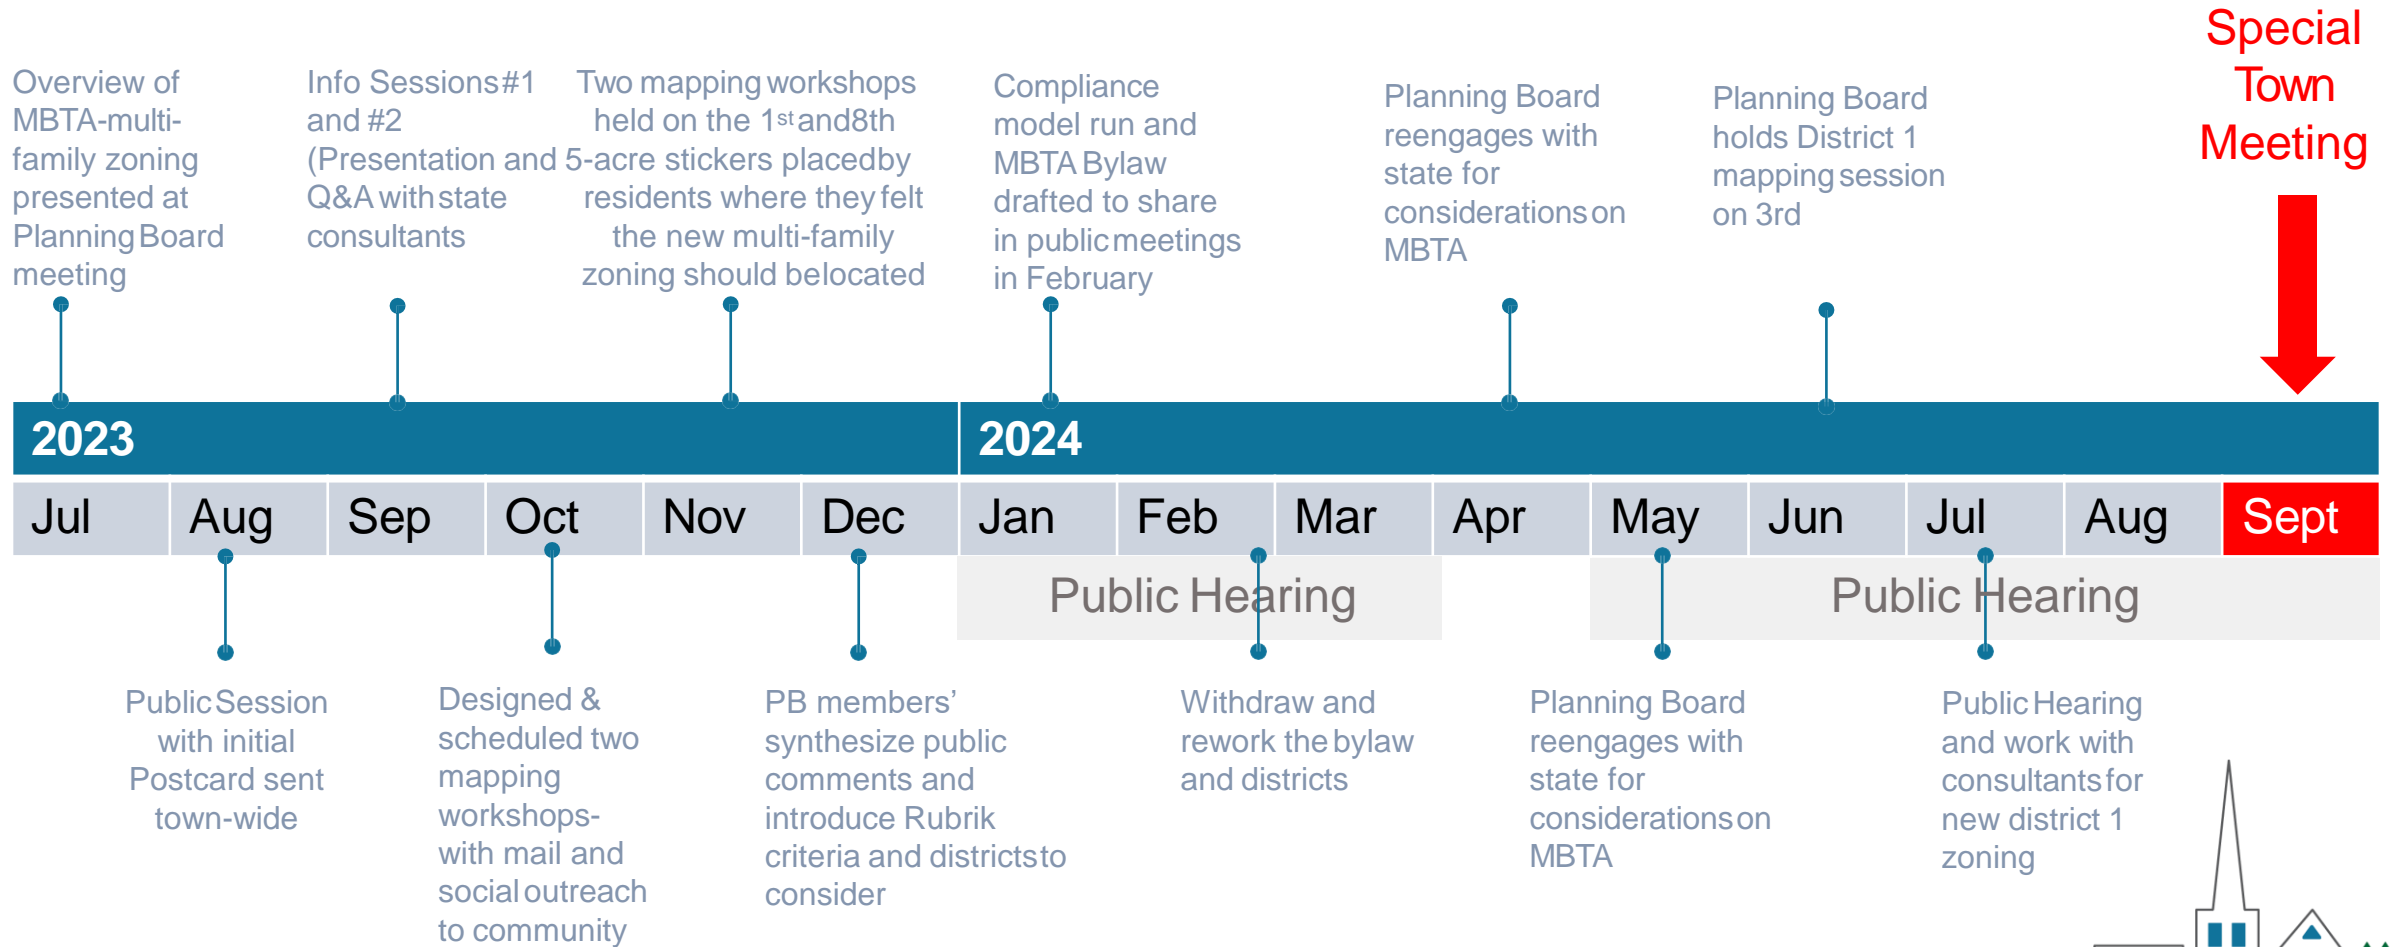 Overview of
MBTA-multi-
family zoning
presented at
Planning Board
meeting
Info Sessions #1
and #2
(Presentation and
Q&A with state
consultants
Two mapping workshops
held on the 1st and 8th
5-acre stickers placed by
residents where they felt
the new multi-family
zoning should be located
Compliance
model run and
MBTA Bylaw
drafted to share
in public meetings
in February
Planning Board
reengages with
state for
considerations on
MBTA
Planning Board
holds District 1
mapping session
on 3rd
Special
Town
Meeting
2023
2024
Jul
Aug
Sep
Oct
Nov
Dec
Jan
Feb
Mar
Apr
May
Jun
Jul
Aug
Sept
Public Hearing
Public Hearing
Public Session
with initial
Postcard sent
town-wide
Designed &
scheduled two
mapping
workshops-
with mail and
social outreach
to community
PB members’
synthesize public
comments and
introduce Rubrik
criteria and districts to
consider
Withdraw and
rework the bylaw
and districts
Planning Board
reengages with
state for
considerations on
MBTA
Public Hearing
and work with
consultants for
new district 1
zoning